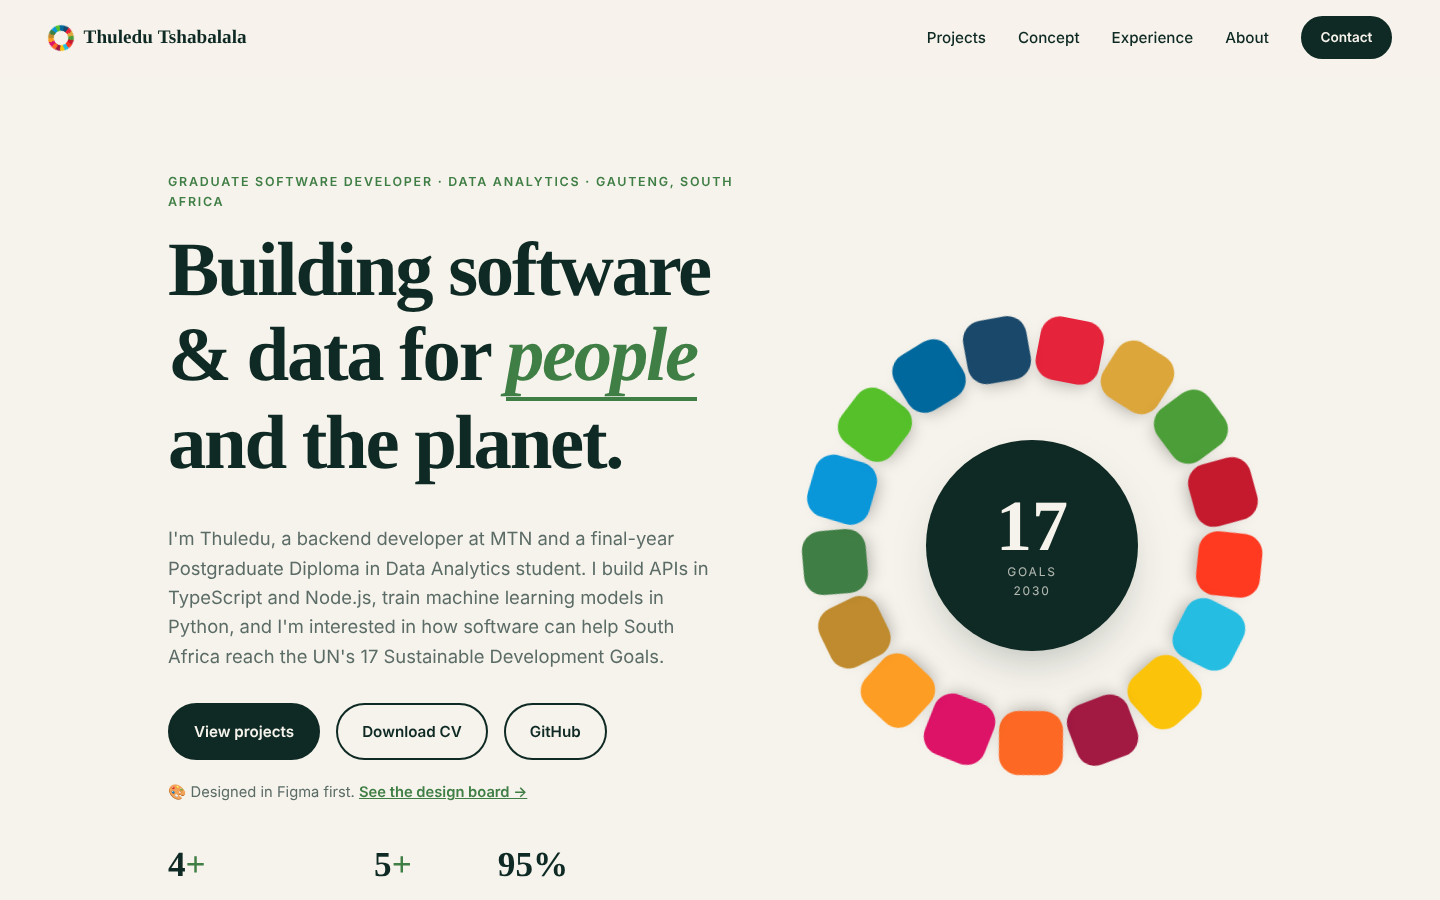 Thuledu Tshabalala
Projects
Concept
Experience
About
Contact
GRADUATE SOFTWARE DEVELOPER · DATA ANALYTICS · GAUTENG, SOUTH
AFRICA
Building software
& data for people
and the planet.
I'm Thuledu, a backend developer at MTN and a final-year
Postgraduate Diploma in Data Analytics student. I build APIs in
TypeScript and Node.js, train machine learning models in
Python, and I'm interested in how software can help South
Africa reach the UN's 17 Sustainable Development Goals.
View projects
Download CV
GitHub
🎨 Designed in Figma first. See the design board →
4+
5+
95%
17
GOALS
2030